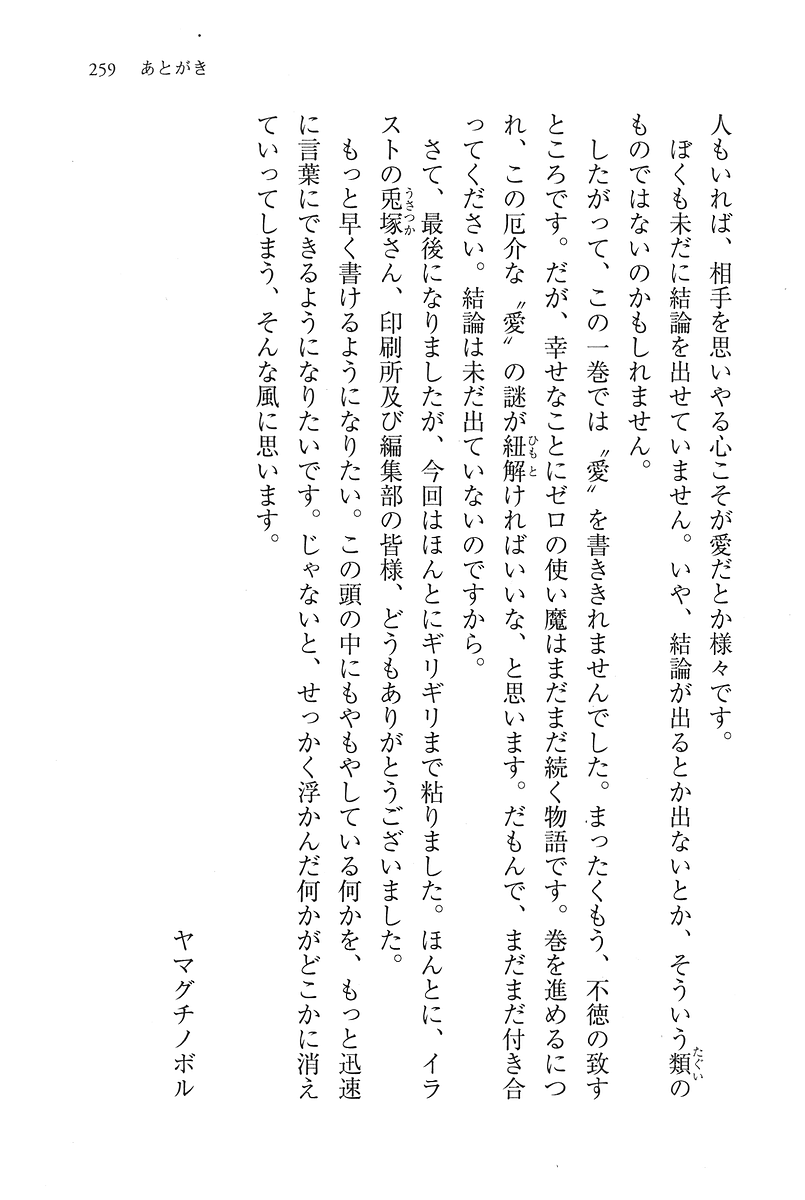 259　あとがき
人もいれば、相手を思いやる心こそが愛だとか様々です。
　ぼくも未だに結論を出せていません。いや、結論が出るとか出ないとか、そういう類の
ものではないのかもしれません。
　したがって、この一巻では〝愛〟を書ききれませんでした。まったくもう、不徳の致す
ところです。だが、幸せなことにゼロの使い魔はまだまだ続く物語です。巻を進めるにつ
れ、この厄介な〝愛〟の謎が紐解ければいいな、と思います。だもんで、まだまだ付き合
ってください。結論は未だ出ていないのですから。
　さて、最後になりましたが、今回はほんとにギリギリまで粘りました。ほんとに、イラ
ストの兎塚さん、印刷所及び編集部の皆様、どうもありがとうございました。
　もっと早く書けるようになりたい。この頭の中にもやもやしている何かを、もっと迅速
に言葉にできるようになりたいです。じゃないと、せっかく浮かんだ何かがどこかに消え
ていってしまう、そんな風に思います。
ヤマグチノボル